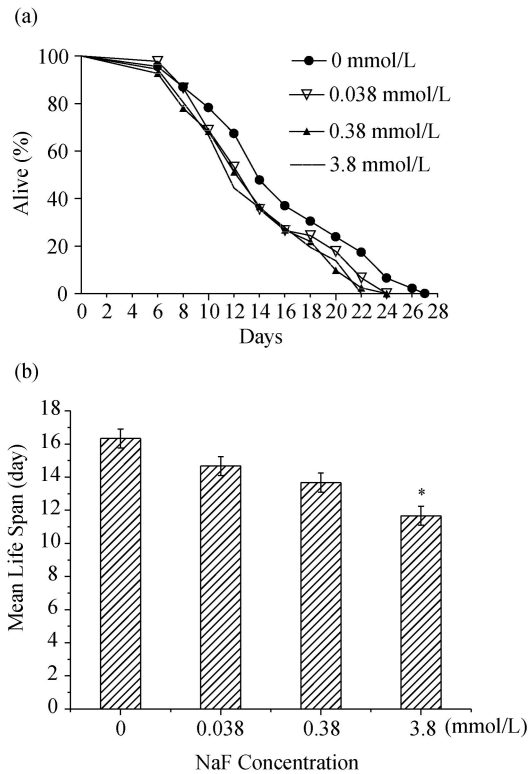 (a)
100
80
60
40
20
0
Alive (%)
0 mmol/L
0.038 mmol/L
0.38 mmol/L
3.8 mmol/L
0 2 4 6 8 10 12 14 16 18 20 22 24 26 28
Days
(b)
18
16
14
12
10
8
6
4
2
0
Mean Life Span (day)
*
0 0.038 0.38 3.8 (mmol/L)
NaF Concentration